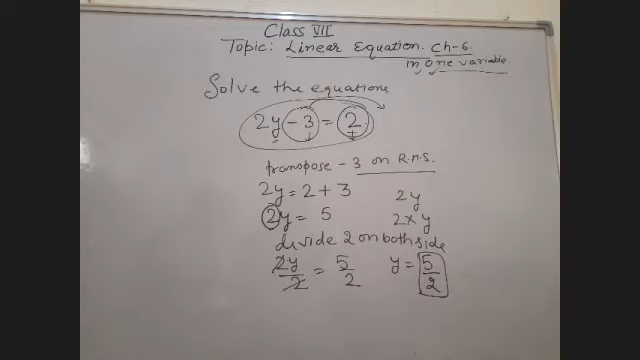 Class VII
Topic: Linear Equation. Ch-6
in One variable.
Solve the equations
2y - 3 = 2.
transpose - 3 on R.H.S.
2y = 2 + 3
2y
2y = 5
2 x y
divide 2 on both side
2y/2 = 5/2
y = 5/2